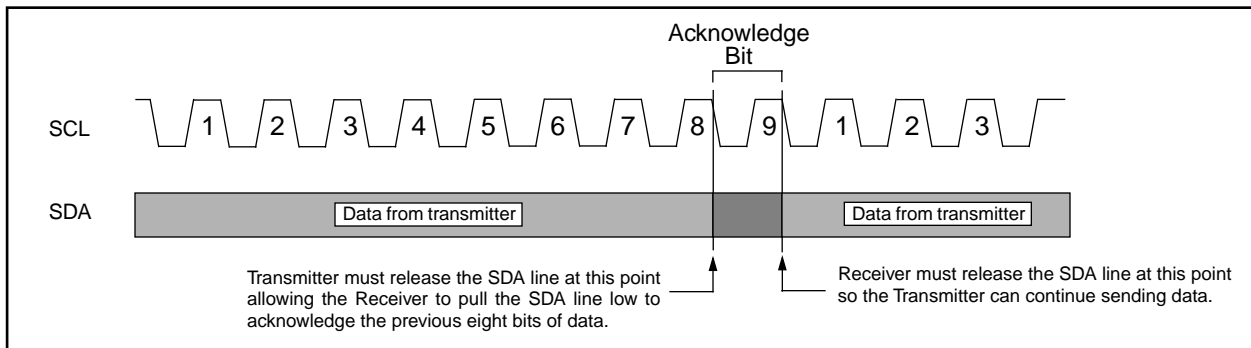 Acknowledge
Bit
SCL
1 2 3 4 5 6 7 8 9 1 2 3
SDA
Data from transmitter
Data from transmitter
Transmitter must release the SDA line at this point
allowing the Receiver to pull the SDA line low to
acknowledge the previous eight bits of data.
Receiver must release the SDA line at this point
so the Transmitter can continue sending data.